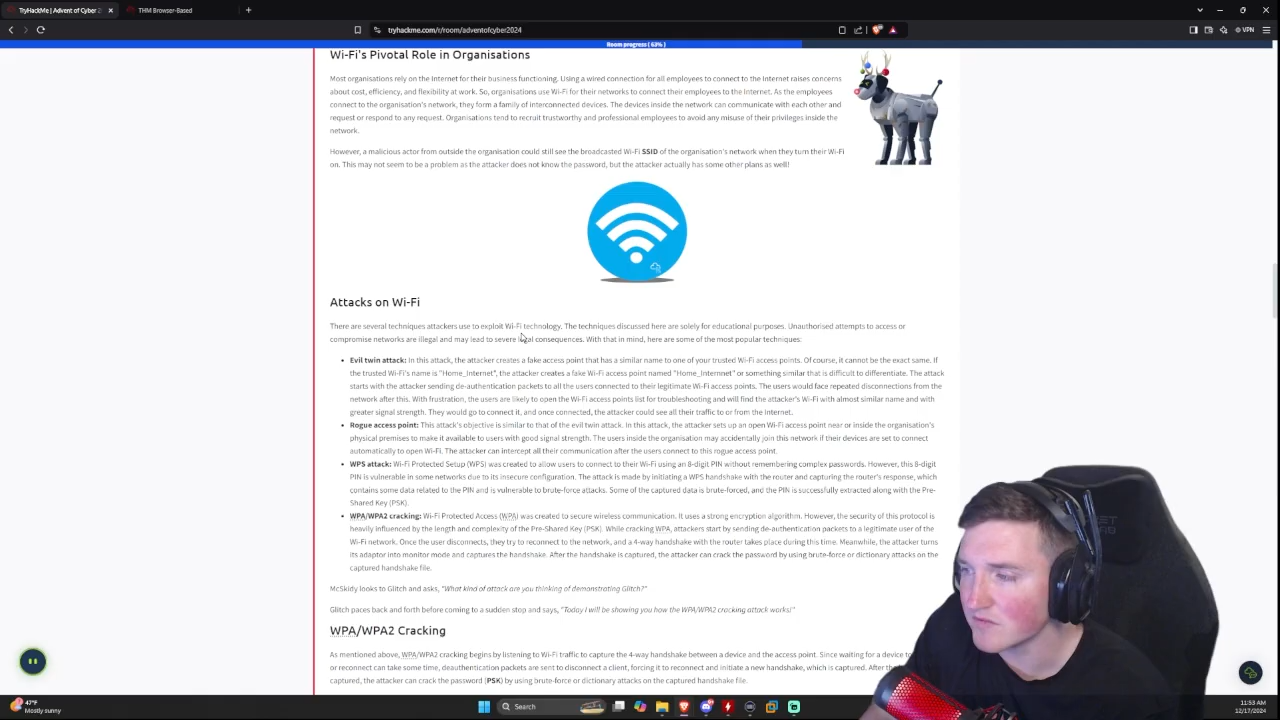 TryHackMe | Advent of Cyber
THM Browser-Based
tryhackme.com/r/room/adventofcyber2024
VPN
Room progress ( 63% )
Wi-Fi's Pivotal Role in Organisations
Most organisations rely on the Internet for their business functioning. Using a wired connection for all employees to connect to the Internet raises concerns
about cost, efficiency, and flexibility at work. So, organisations use Wi-Fi for their networks to connect their employees to the Internet. As the employees
connect to the organisation's network, they form a family of interconnected devices. The devices inside the network can communicate with each other and
request or respond to any request. Organisations tend to recruit trustworthy and professional employees to avoid any misuse of their privileges inside the
network.
However, a malicious actor from outside the organisation could still see the broadcasted Wi-Fi SSID of the organisation's network when they turn their Wi-Fi
on. This may not seem to be a problem as the attacker does not know the password, but the attacker actually has some other plans as well!
Attacks on Wi-Fi
There are several techniques attackers use to exploit Wi-Fi technology. The techniques discussed here are solely for educational purposes. Unauthorised attempts to access or
compromise networks are illegal and may lead to severe legal consequences. With that in mind, here are some of the most popular techniques:
• Evil twin attack: In this attack, the attacker creates a fake access point that has a similar name to one of your trusted Wi-Fi access points. Of course, it cannot be the exact same. If
the trusted Wi-Fi's name is "Home_Internet", the attacker creates a fake Wi-Fi access point named "Home_Internnet" or something similar that is difficult to differentiate. The attack
starts with the attacker sending de-authentication packets to all the users connected to their legitimate Wi-Fi access points. The users would face repeated disconnections from the
network after this. With frustration, the users are likely to open the Wi-Fi access points list for troubleshooting and will find the attacker's Wi-Fi with almost similar name and with
greater signal strength. They would go to connect it, and once connected, the attacker could see all their traffic to or from the Internet.
• Rogue access point: This attack's objective is similar to that of the evil twin attack. In this attack, the attacker sets up an open Wi-Fi access point near or inside the organisation's
physical premises to make it available to users with good signal strength. The users inside the organisation may accidentally join this network if their devices are set to connect
automatically to open Wi-Fi. The attacker can intercept all their communication after the users connect to this rogue access point.
• WPS attack: Wi-Fi Protected Setup (WPS) was created to allow users to connect to their Wi-Fi using an 8-digit PIN without remembering complex passwords. However, this 8-digit
PIN is vulnerable in some networks due to its insecure configuration. The attack is made by initiating a WPS handshake with the router and capturing the router's response, which
contains some data related to the PIN and is vulnerable to brute-force attacks. Some of the captured data is brute-forced, and the PIN is successfully extracted along with the Pre-
Shared Key (PSK).
• WPA/WPA2 cracking: Wi-Fi Protected Access (WPA) was created to secure wireless communication. It uses a strong encryption algorithm. However, the security of this protocol is
heavily influenced by the length and complexity of the Pre-Shared Key (PSK). While cracking WPA, attackers start by sending de-authentication packets to a legitimate user of the
Wi-Fi network. Once the user disconnects, they try to reconnect to the network, and a 4-way handshake with the router takes place during this time. Meanwhile, the attacker turns
its adaptor into monitor mode and captures the handshake. After the handshake is captured, the attacker can crack the password by using brute-force or dictionary attacks on the
captured handshake file.
McSkidy looks to Glitch and asks, "What kind of attack are you thinking of demonstrating Glitch?"
Glitch paces back and forth before coming to a sudden stop and says, "Today I will be showing you how the WPA/WPA2 cracking attack works!"
WPA/WPA2 Cracking
As mentioned above, WPA/WPA2 cracking begins by listening to Wi-Fi traffic to capture the 4-way handshake between a device and the access point. Since waiting for a device to
or reconnect can take some time, deauthentication packets are sent to disconnect a client, forcing it to reconnect and initiate a new handshake, which is captured. After the
captured, the attacker can crack the password (PSK) by using brute-force or dictionary attacks on the captured handshake file.
47°F
Mostly sunny
Search
11:53 AM
12/17/2024